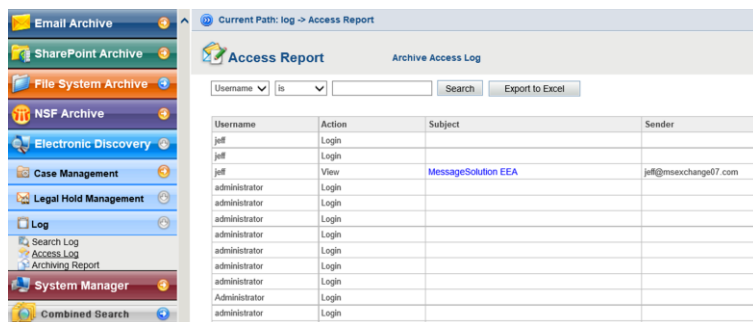 Email Archive
SharePoint Archive
File System Archive
NSF Archive
Electronic Discovery
Case Management
Legal Hold Management
Log
Search Log
Access Log
Archiving Report
System Manager
Combined Search
Current Path: log -> Access Report
Access Report Archive Access Log
Username is Search Export to Excel
Username Action Subject Sender
jeff Login
jeff Login
jeff View MessageSolution EEA jeff@msexchange07.com
administrator Login
administrator Login
administrator Login
administrator Login
administrator Login
administrator Login
administrator Login
Administrator Login
administrator Login